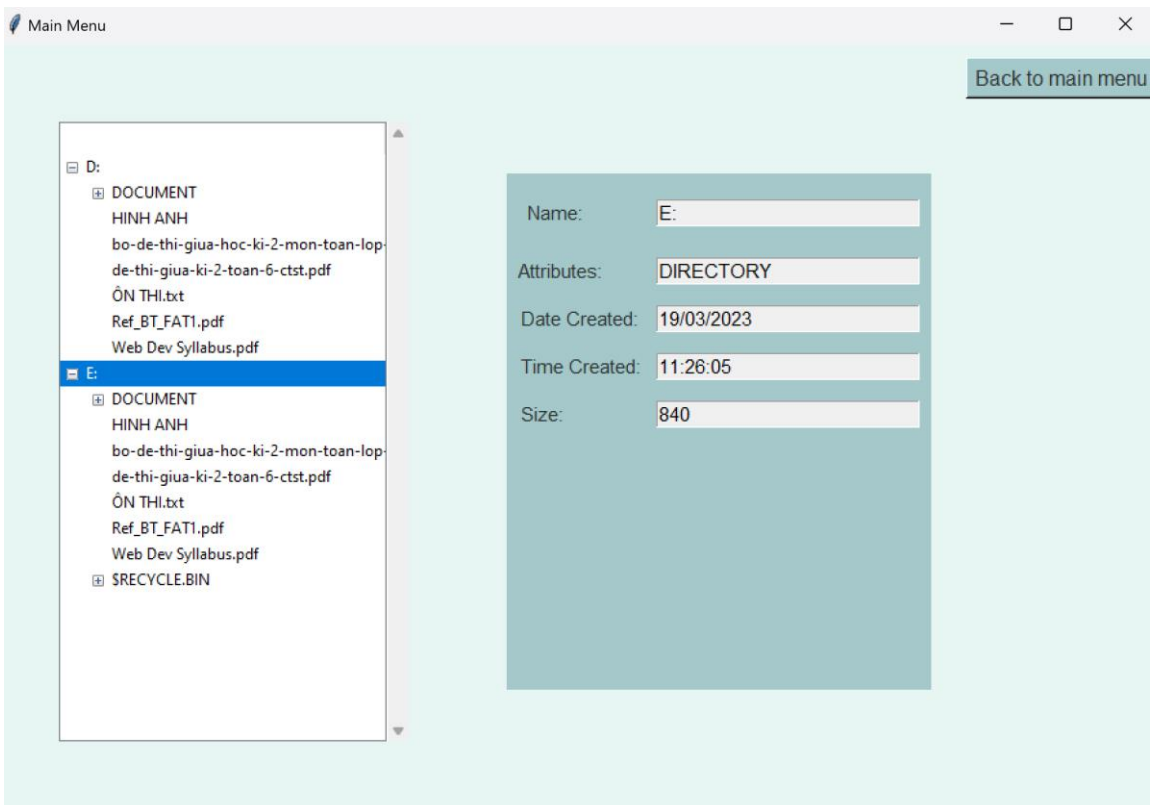 Main Menu
Back to main menu
D:
DOCUMENT
HINH ANH
bo-de-thi-giua-hoc-ki-2-mon-toan-lop-
de-thi-giua-ki-2-toan-6-ctst.pdf
ÔN THI.txt
Ref_BT_FAT1.pdf
Web Dev Syllabus.pdf
E:
DOCUMENT
HINH ANH
bo-de-thi-giua-hoc-ki-2-mon-toan-lop-
de-thi-giua-ki-2-toan-6-ctst.pdf
ÔN THI.txt
Ref_BT_FAT1.pdf
Web Dev Syllabus.pdf
$RECYCLE.BIN
Name: E:
Attributes: DIRECTORY
Date Created: 19/03/2023
Time Created: 11:26:05
Size: 840